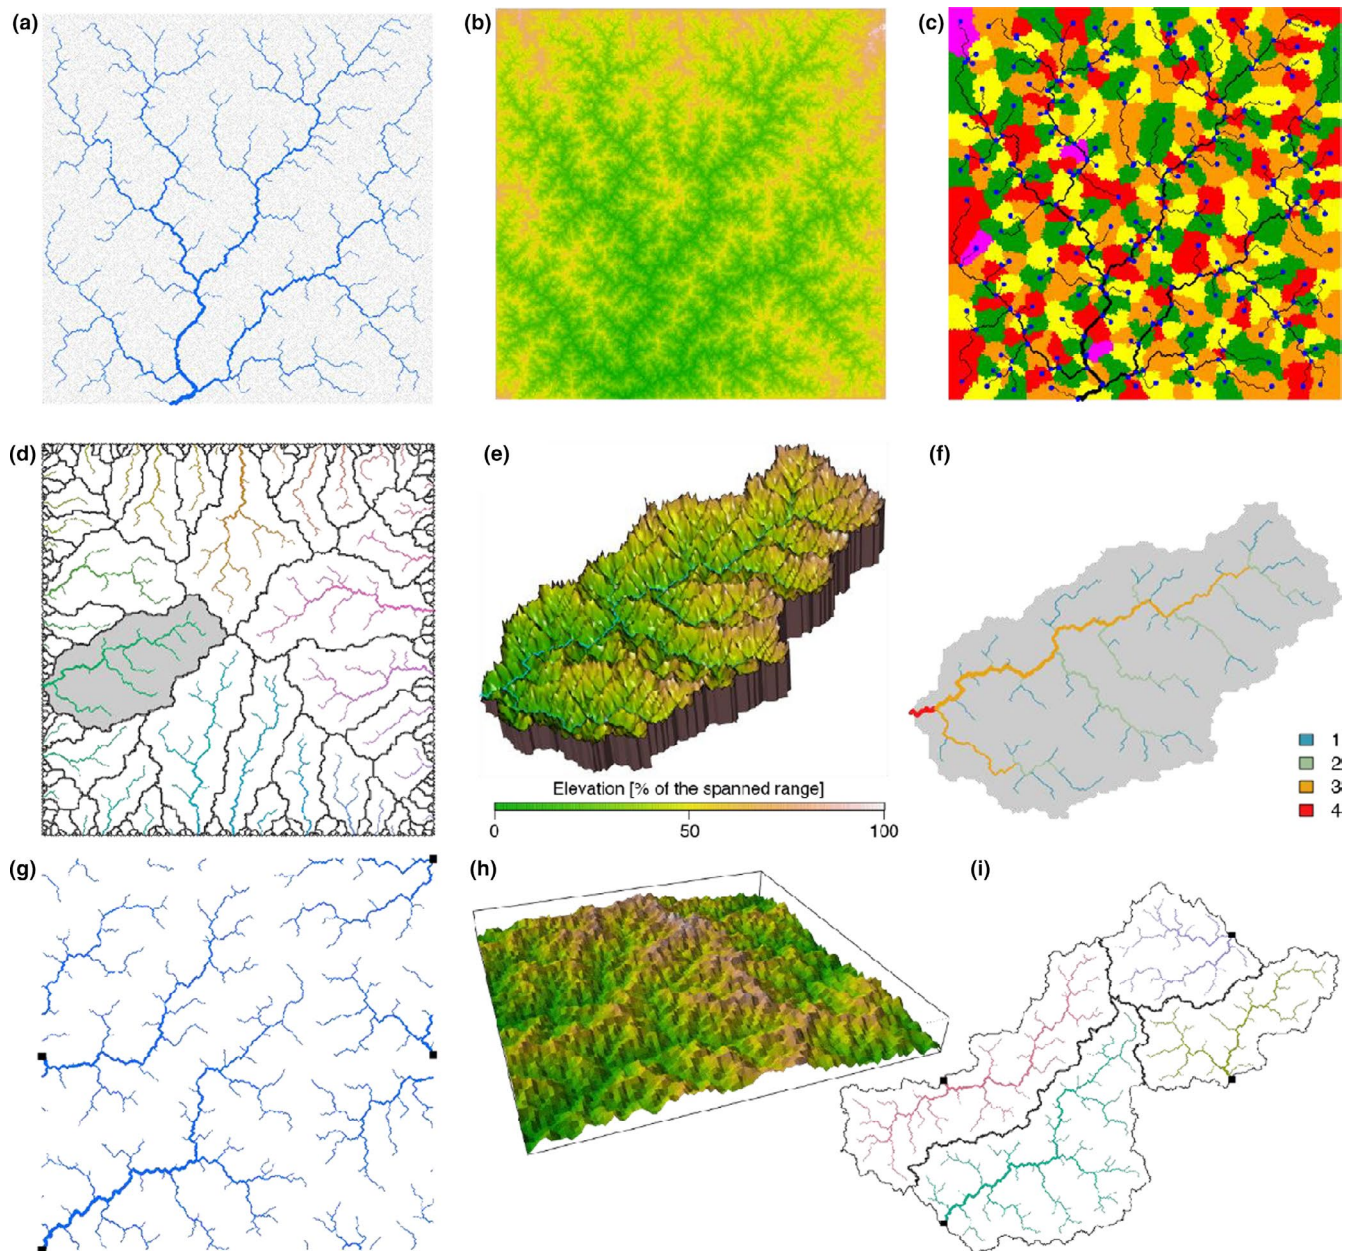 (a)
(b)
(c)
(d)
(e)
(f)
Elevation [% of the spanned range]
0
50
100
1
2
3
4
(g)
(h)
(i)